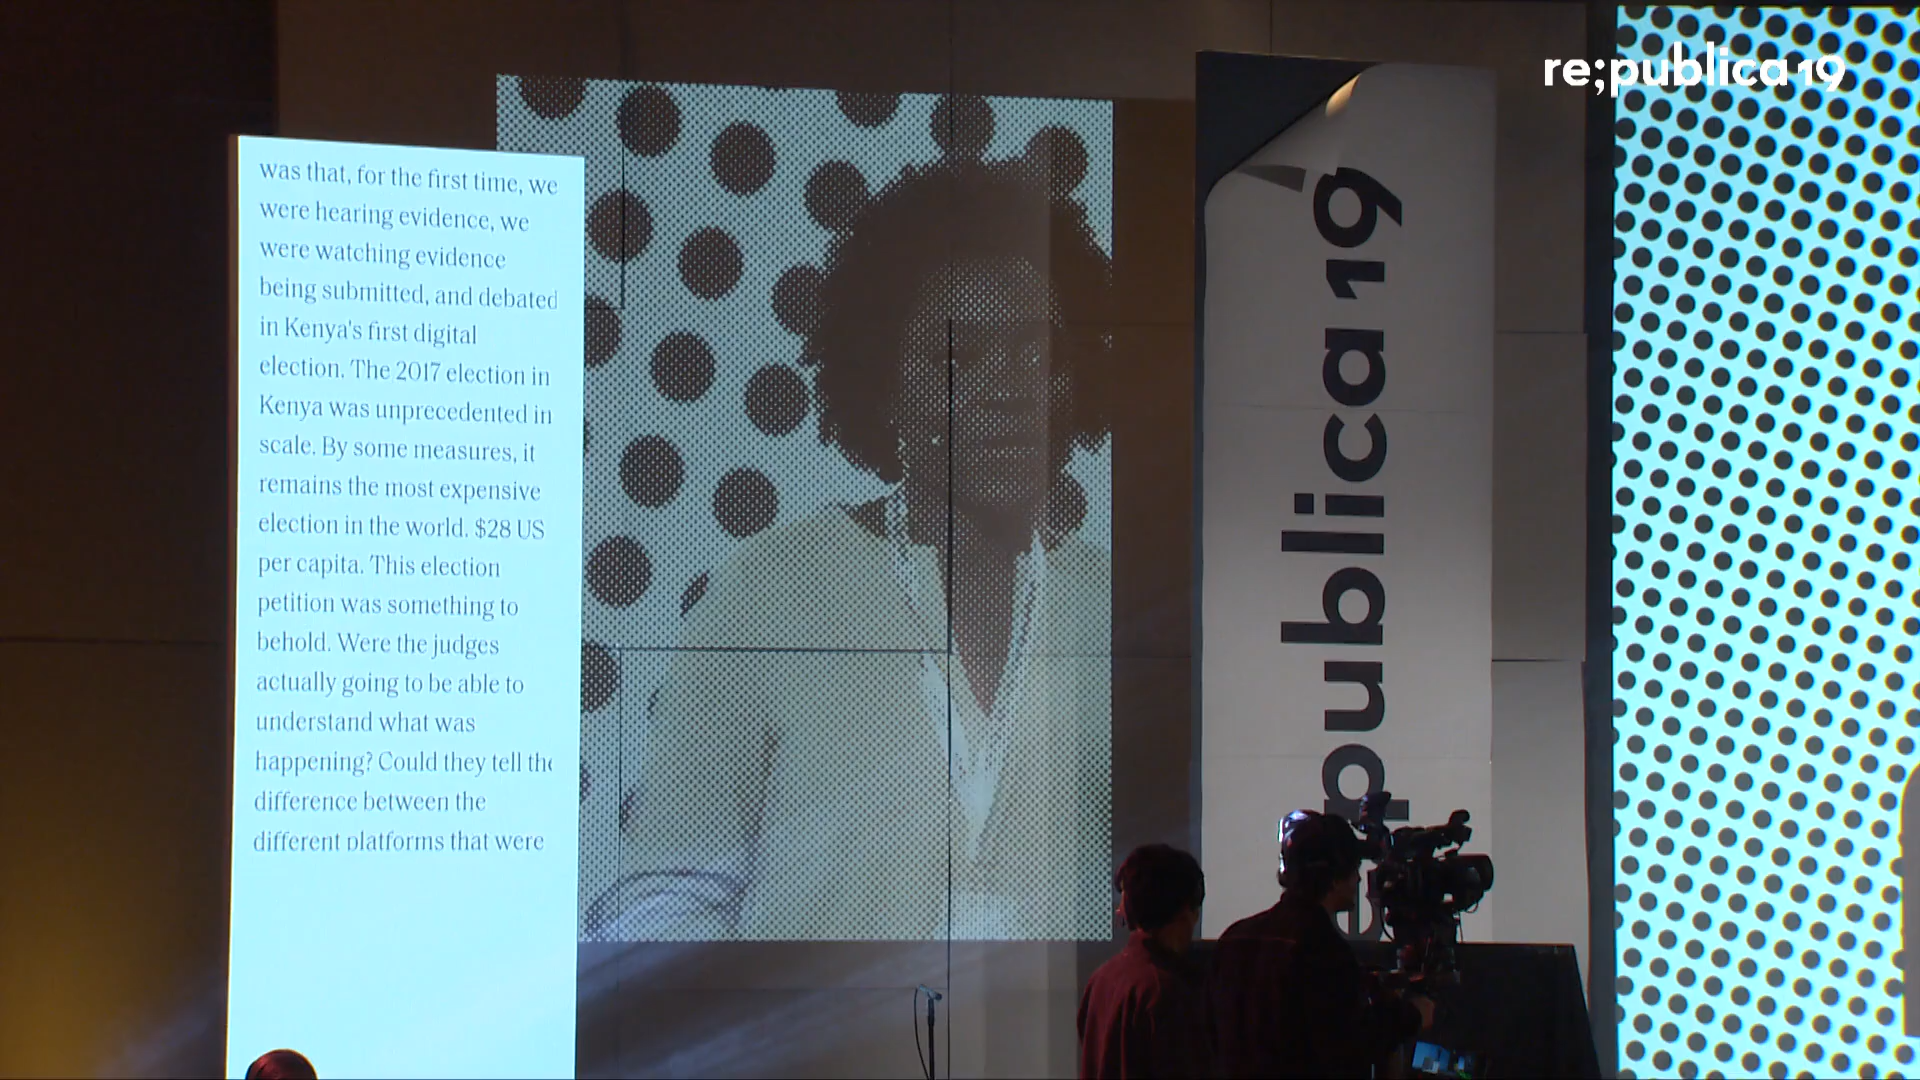 re;publica 19
was that, for the first time, we
were hearing evidence, we
were watching evidence
being submitted, and debated
in Kenya's first digital
election. The 2017 election in
Kenya was unprecedented in
scale. By some measures, it
remains the most expensive
election in the world. $28 US
per capita. This election
petition was something to
behold. Were the judges
actually going to be able to
understand what was
happening? Could they tell the
difference between the
different platforms that were
epublica 19